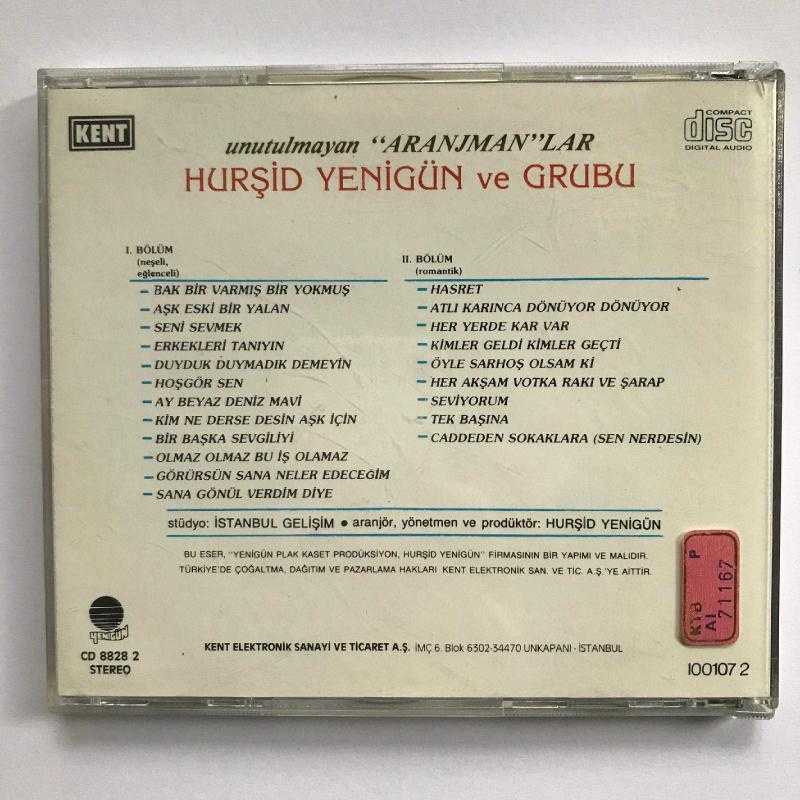 KENT
COMPACT
disc
DIGITAL AUDIO
unutulmayan "ARANJMAN"LAR
HURŞİD YENİGÜN ve GRUBU
I. BÖLÜM
(neşeli,
eğlenceli)
– BAK BİR VARMIŞ BİR YOKMUŞ
– AŞK ESKİ BİR YALAN
– SENİ SEVMEK
– ERKEKLERİ TANIYIN
– DUYDUK DUYMADIK DEMEYİN
– HOŞGÖR SEN
– AY BEYAZ DENİZ MAVİ
– KİM NE DERSE DESİN AŞK İÇİN
– BİR BAŞKA SEVGİLİYİ
– OLMAZ OLMAZ BU İŞ OLAMAZ
– GÖRÜRSÜN SANA NELER EDECEĞİM
– SANA GÖNÜL VERDİM DİYE
II. BÖLÜM
(romantik)
– HASRET
– ATLI KARINCA DÖNÜYOR DÖNÜYOR
– HER YERDE KAR VAR
– KİMLER GELDİ KİMLER GEÇTİ
– ÖYLE SARHOŞ OLSAM Kİ
– HER AKŞAM VOTKA RAKI VE ŞARAP
– SEVİYORUM
– TEK BAŞINA
– CADDEDEN SOKAKLARA (SEN NERDESİN)
stüdyo: İSTANBUL GELİŞİM ● aranjör, yönetmen ve prodüktör: HURŞİD YENİGÜN
BU ESER, "YENİGÜN PLAK KASET PRODÜKSİYON, HURŞİD YENİGÜN" FİRMASININ BİR YAPIMI VE MALIDIR.
TÜRKİYE'DE ÇOĞALTMA, DAĞITIM VE PAZARLAMA HAKLARI KENT ELEKTRONİK SAN. VE TİC. A.Ş.'YE AİTTİR.
YENİGÜN
CD 8828 2
STEREO
KENT ELEKTRONİK SANAYİ VE TİCARET A.Ş. İMÇ 6. Blok 6302-34470 UNKAPANI - İSTANBUL
KTB P
AI
71167
100107 2